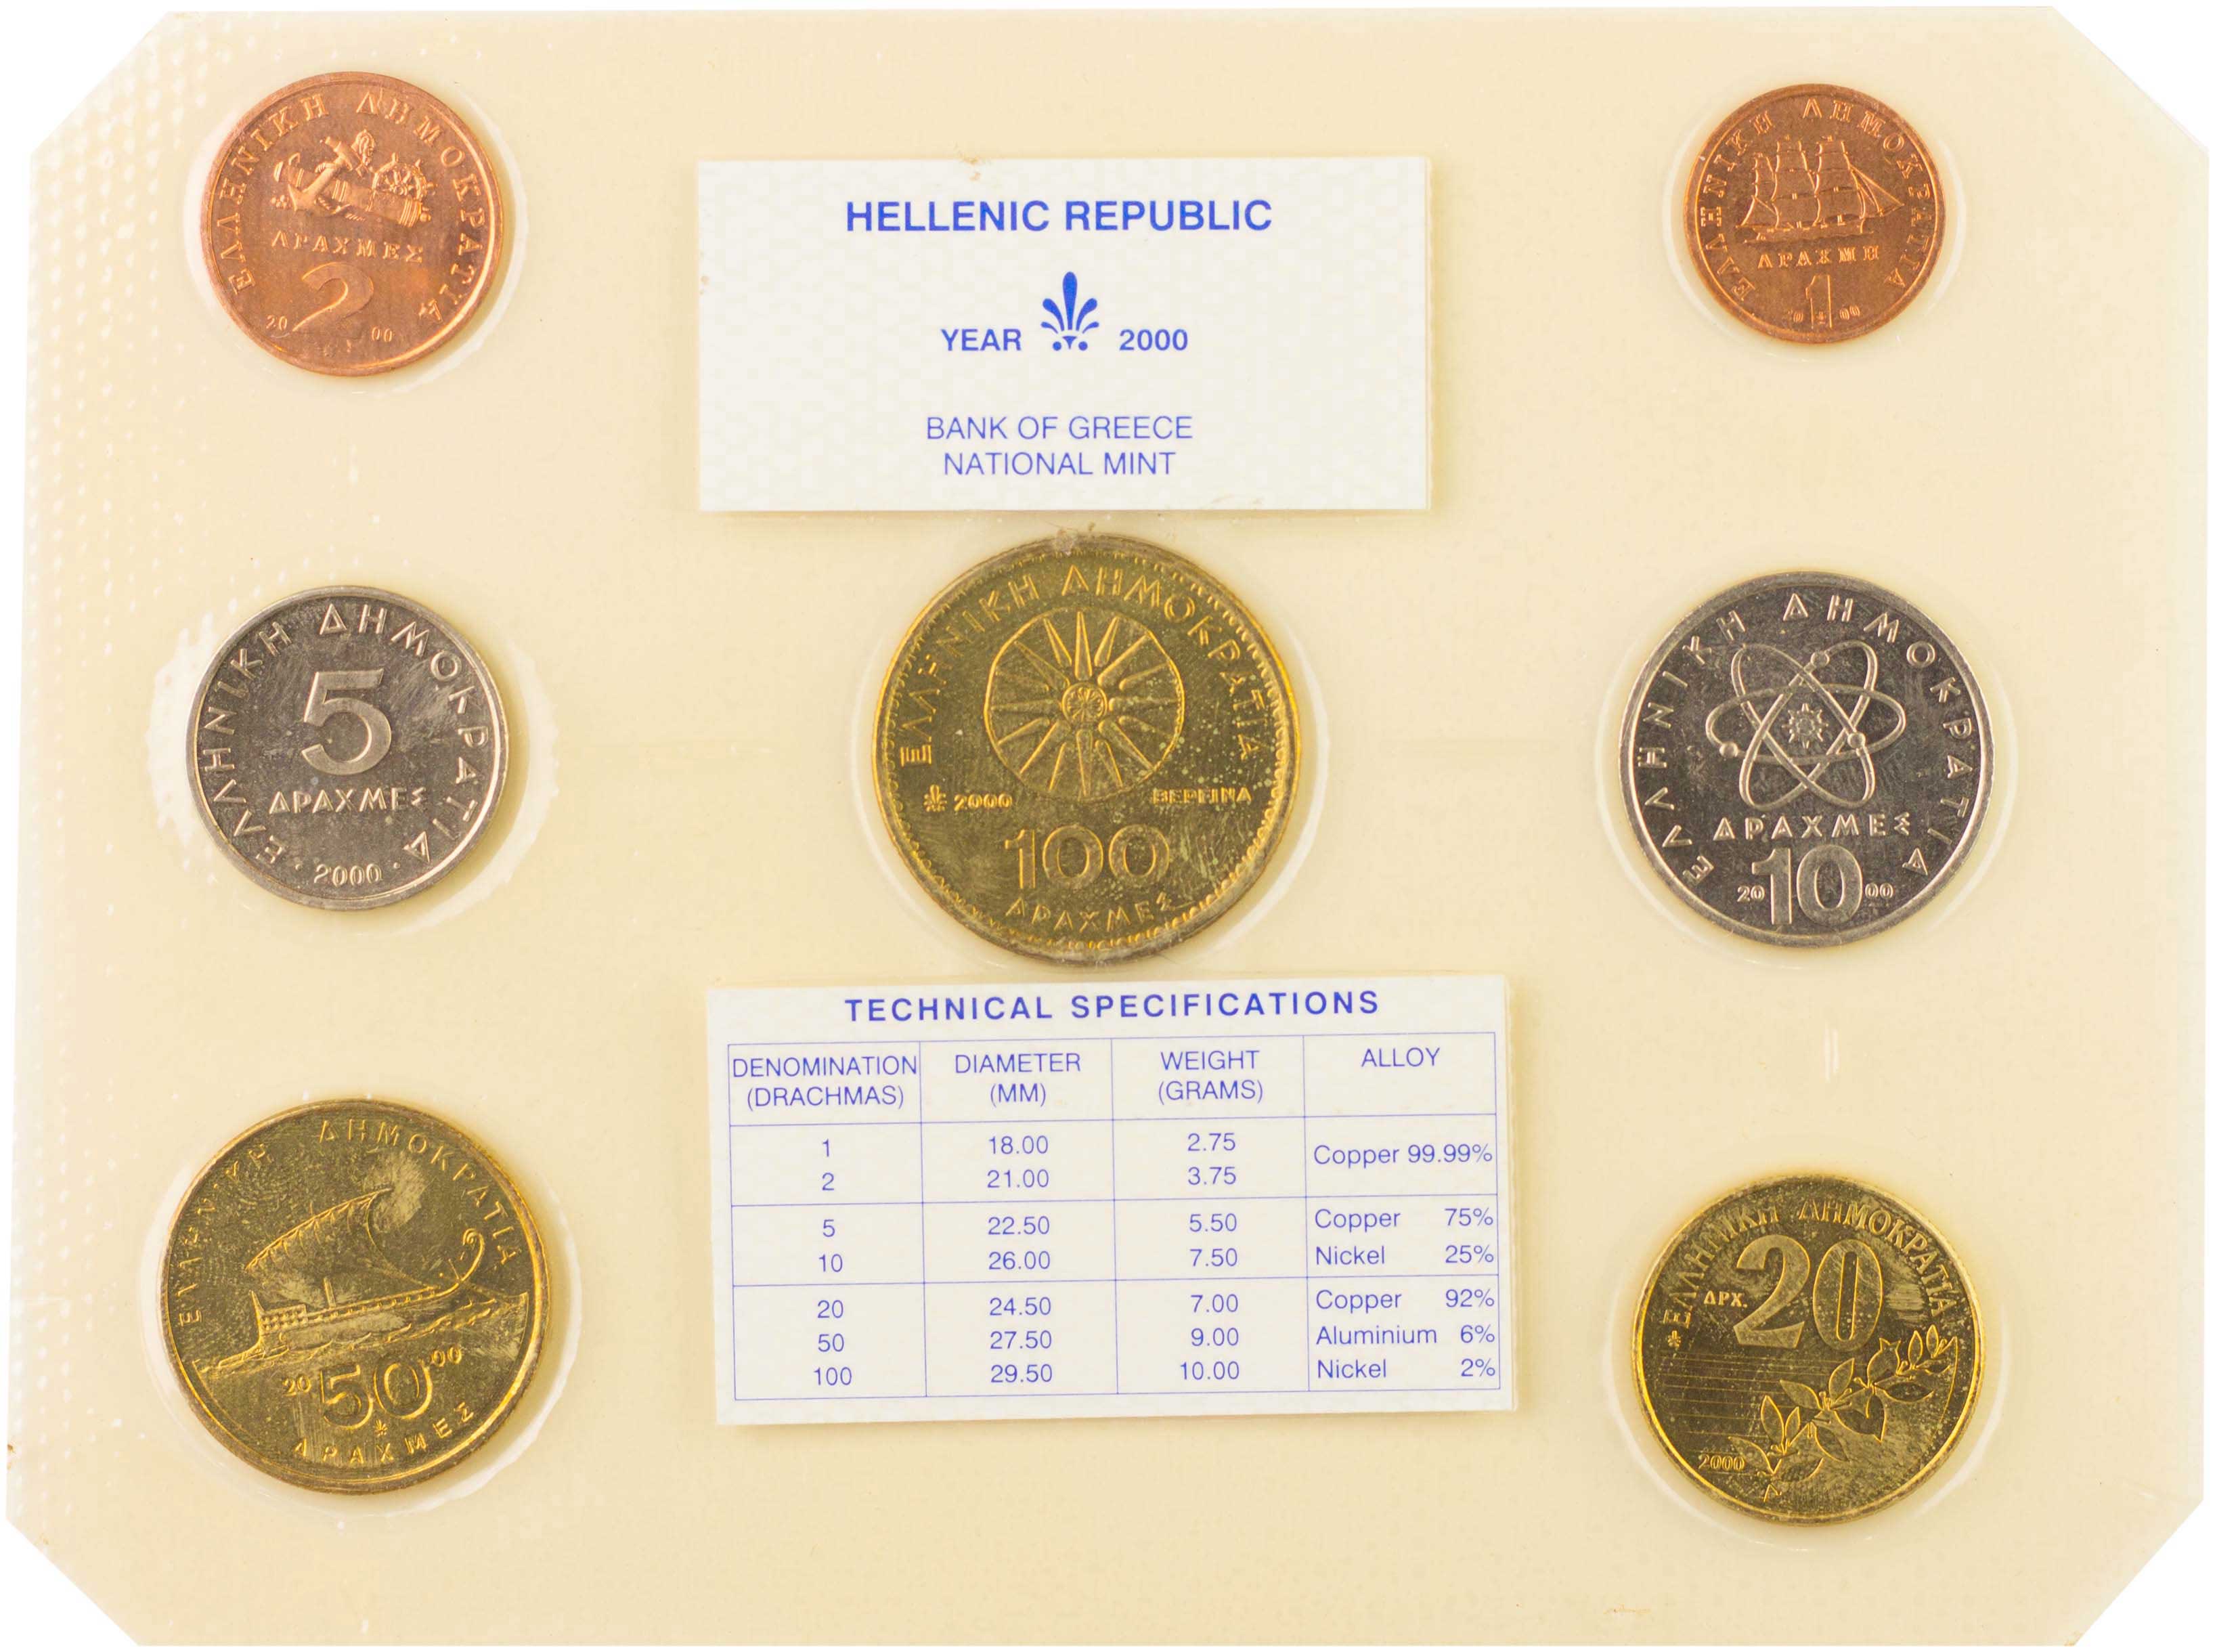 ΕΛΛΗΝΙΚΗ ΔΗΜΟΚΡΑΤΙΑ
ΔΡΑΧΜΕΣ
2
20 00
HELLENIC REPUBLIC
YEAR 2000
BANK OF GREECE
NATIONAL MINT
ΕΛΛΗΝΙΚΗ ΔΗΜΟΚΡΑΤΙΑ
ΔΡΑΧΜΗ
1
20 00
ΕΛΛΗΝΙΚΗ ΔΗΜΟΚΡΑΤΙΑ
5
ΔΡΑΧΜΕΣ
· 2000 ·
ΕΛΛΗΝΙΚΗ ΔΗΜΟΚΡΑΤΙΑ
2000 ΒΕΡΓΙΝΑ
100
ΔΡΑΧΜΕΣ
ΕΛΛΗΝΙΚΗ ΔΗΜΟΚΡΑΤΙΑ
ΔΡΑΧΜΕΣ
20 10 00
TECHNICAL SPECIFICATIONS
DENOMINATION (DRACHMAS) DIAMETER (MM) WEIGHT (GRAMS) ALLOY
1 18.00 2.75 Copper 99.99%
2 21.00 3.75
5 22.50 5.50 Copper 75%
10 26.00 7.50 Nickel 25%
20 24.50 7.00 Copper 92%
50 27.50 9.00 Aluminium 6%
100 29.50 10.00 Nickel 2%
ΕΛΛΗΝΙΚΗ ΔΗΜΟΚΡΑΤΙΑ
20 50 00
ΔΡΑΧΜΕΣ
ΕΛΛΗΝΙΚΗ ΔΗΜΟΚΡΑΤΙΑ
ΔΡΧ. 20
2000